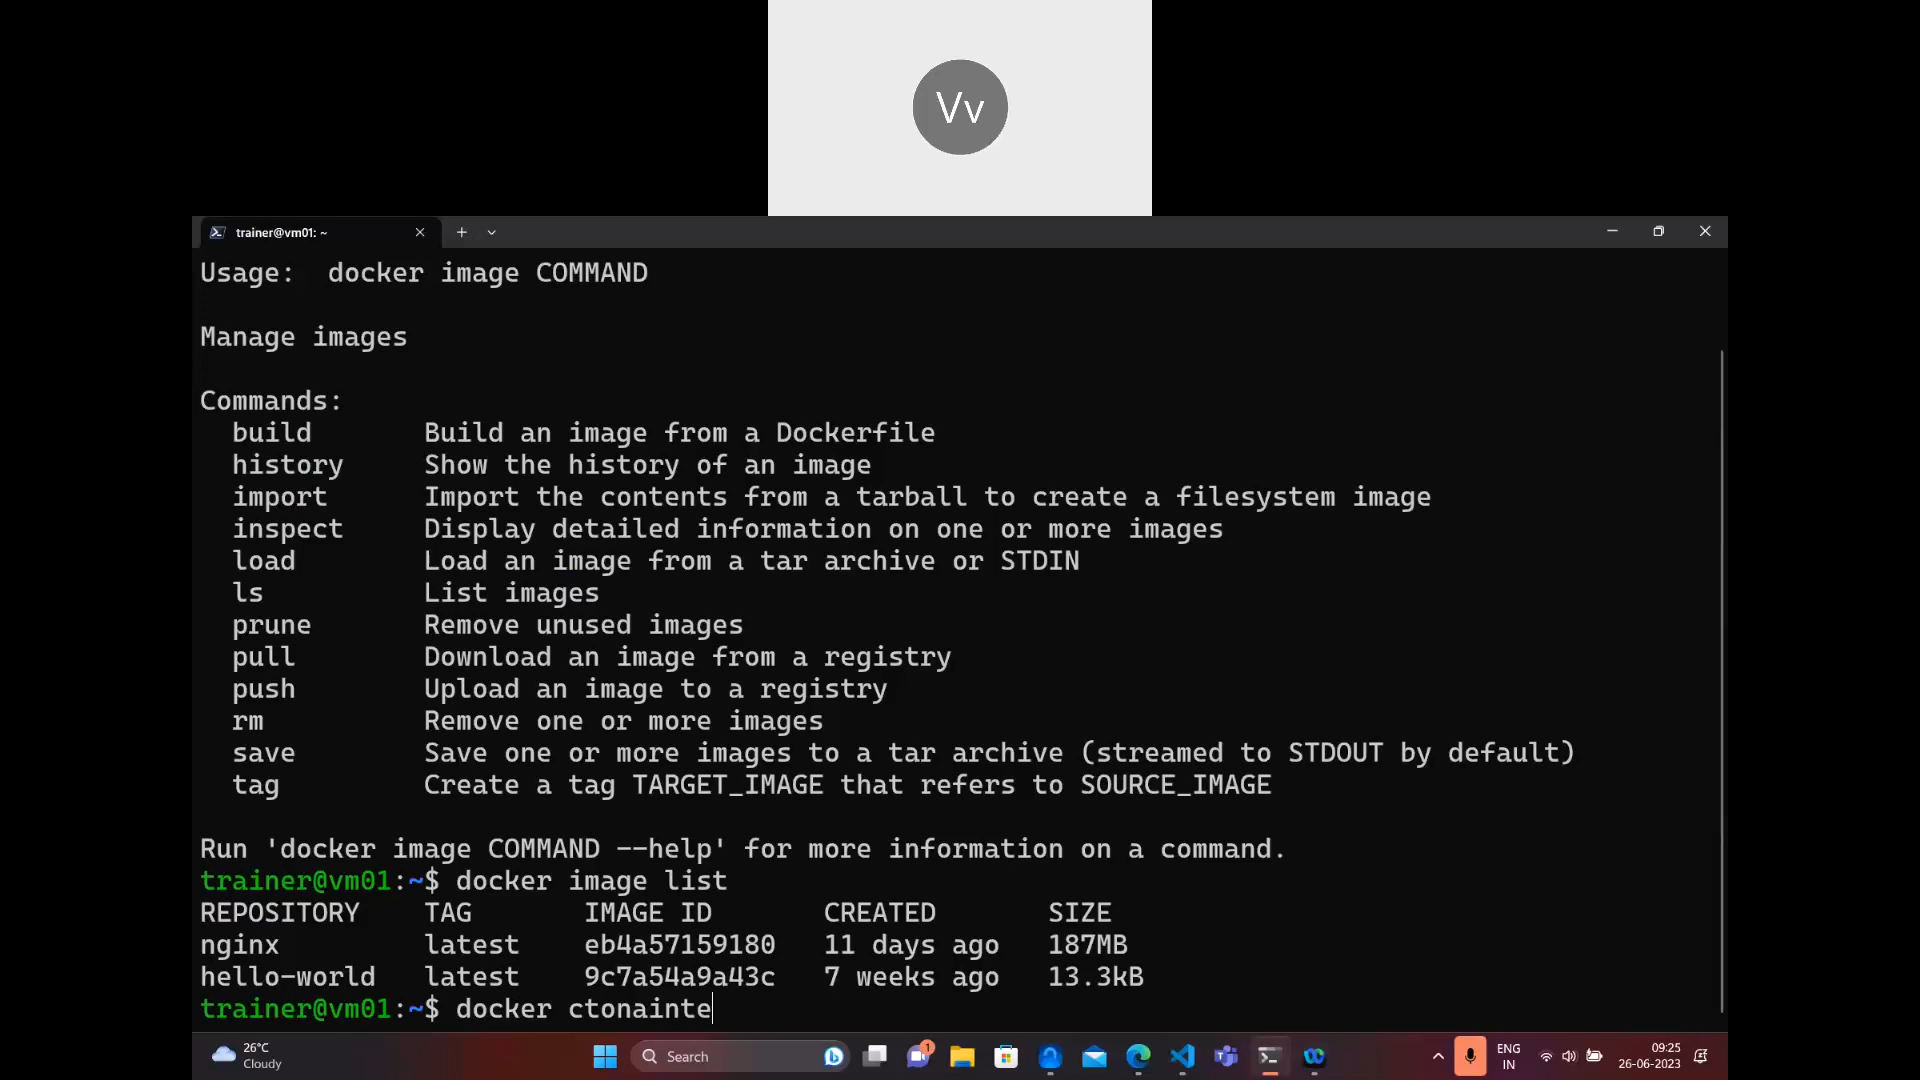 Vv
trainer@vm01: ~
Usage:  docker image COMMAND
Manage images
Commands:
build       Build an image from a Dockerfile
history     Show the history of an image
import      Import the contents from a tarball to create a filesystem image
inspect     Display detailed information on one or more images
load        Load an image from a tar archive or STDIN
ls          List images
prune       Remove unused images
pull        Download an image from a registry
push        Upload an image to a registry
rm          Remove one or more images
save        Save one or more images to a tar archive (streamed to STDOUT by default)
tag         Create a tag TARGET_IMAGE that refers to SOURCE_IMAGE
Run 'docker image COMMAND --help' for more information on a command.
trainer@vm01:~$ docker image list
REPOSITORY    TAG       IMAGE ID       CREATED       SIZE
nginx         latest    eb4a57159180   11 days ago   187MB
hello-world   latest    9c7a54a9a43c   7 weeks ago   13.3kB
trainer@vm01:~$ docker ctonainte
26°C
Cloudy
Search
1
ENG
IN
09:25
26-06-2023